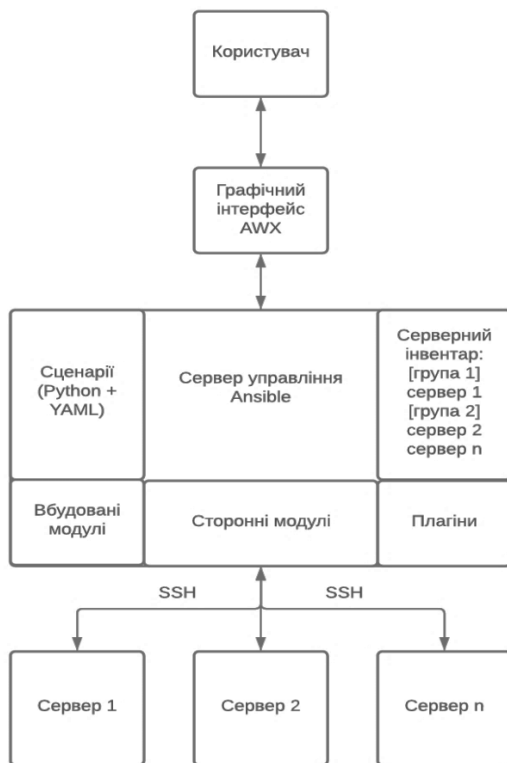 Користувач
Графічний
інтерфейс
AWX
Сценарії
(Python +
YAML)
Сервер управління
Ansible
Серверний
інвентар:
[група 1]
сервер 1
[група 2]
сервер 2
сервер n
Вбудовані
модулі
Сторонні модулі
Плагіни
SSH
SSH
Сервер 1
Сервер 2
Сервер n